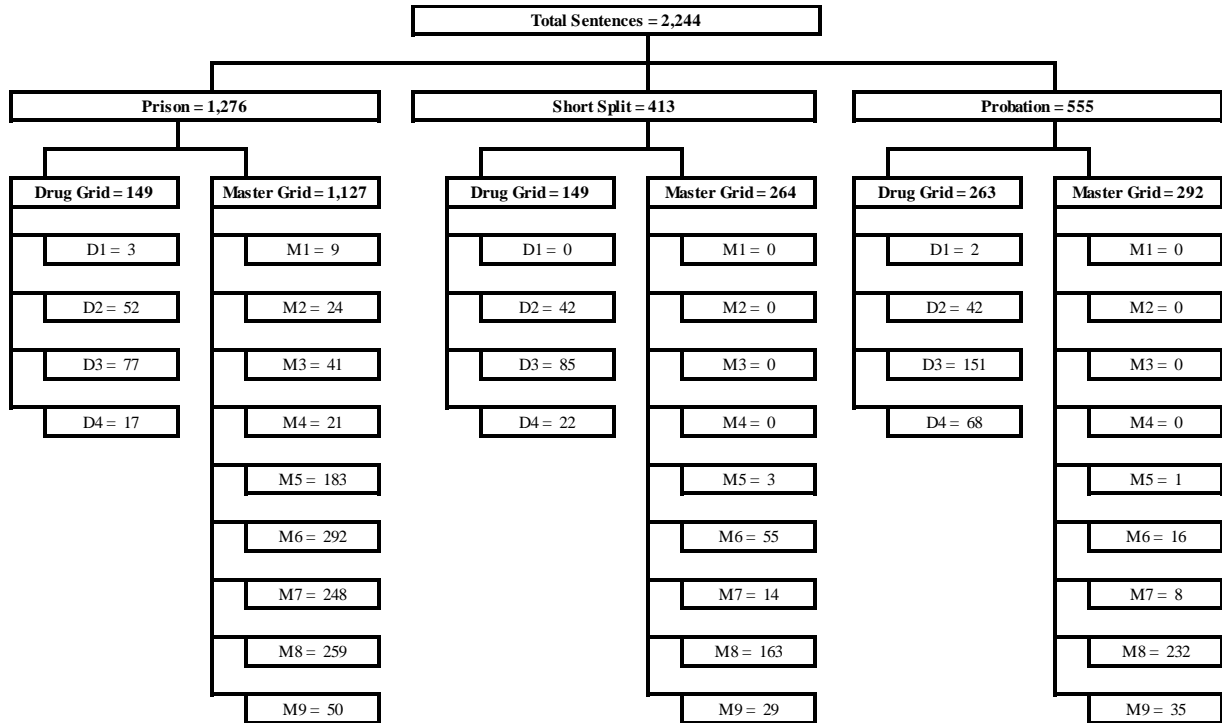 Total Sentences = 2,244
Prison = 1,276
Short Split = 413
Probation = 555
Drug Grid = 149
Master Grid = 1,127
Drug Grid = 149
Master Grid = 264
Drug Grid = 263
Master Grid = 292
D1 = 3
M1 = 9
D1 = 0
M1 = 0
D1 = 2
M1 = 0
D2 = 52
M2 = 24
D2 = 42
M2 = 0
D2 = 42
M2 = 0
D3 = 77
M3 = 41
D3 = 85
M3 = 0
D3 = 151
M3 = 0
D4 = 17
M4 = 21
D4 = 22
M4 = 0
D4 = 68
M4 = 0
M5 = 183
M5 = 3
M5 = 1
M6 = 292
M6 = 55
M6 = 16
M7 = 248
M7 = 14
M7 = 8
M8 = 259
M8 = 163
M8 = 232
M9 = 50
M9 = 29
M9 = 35